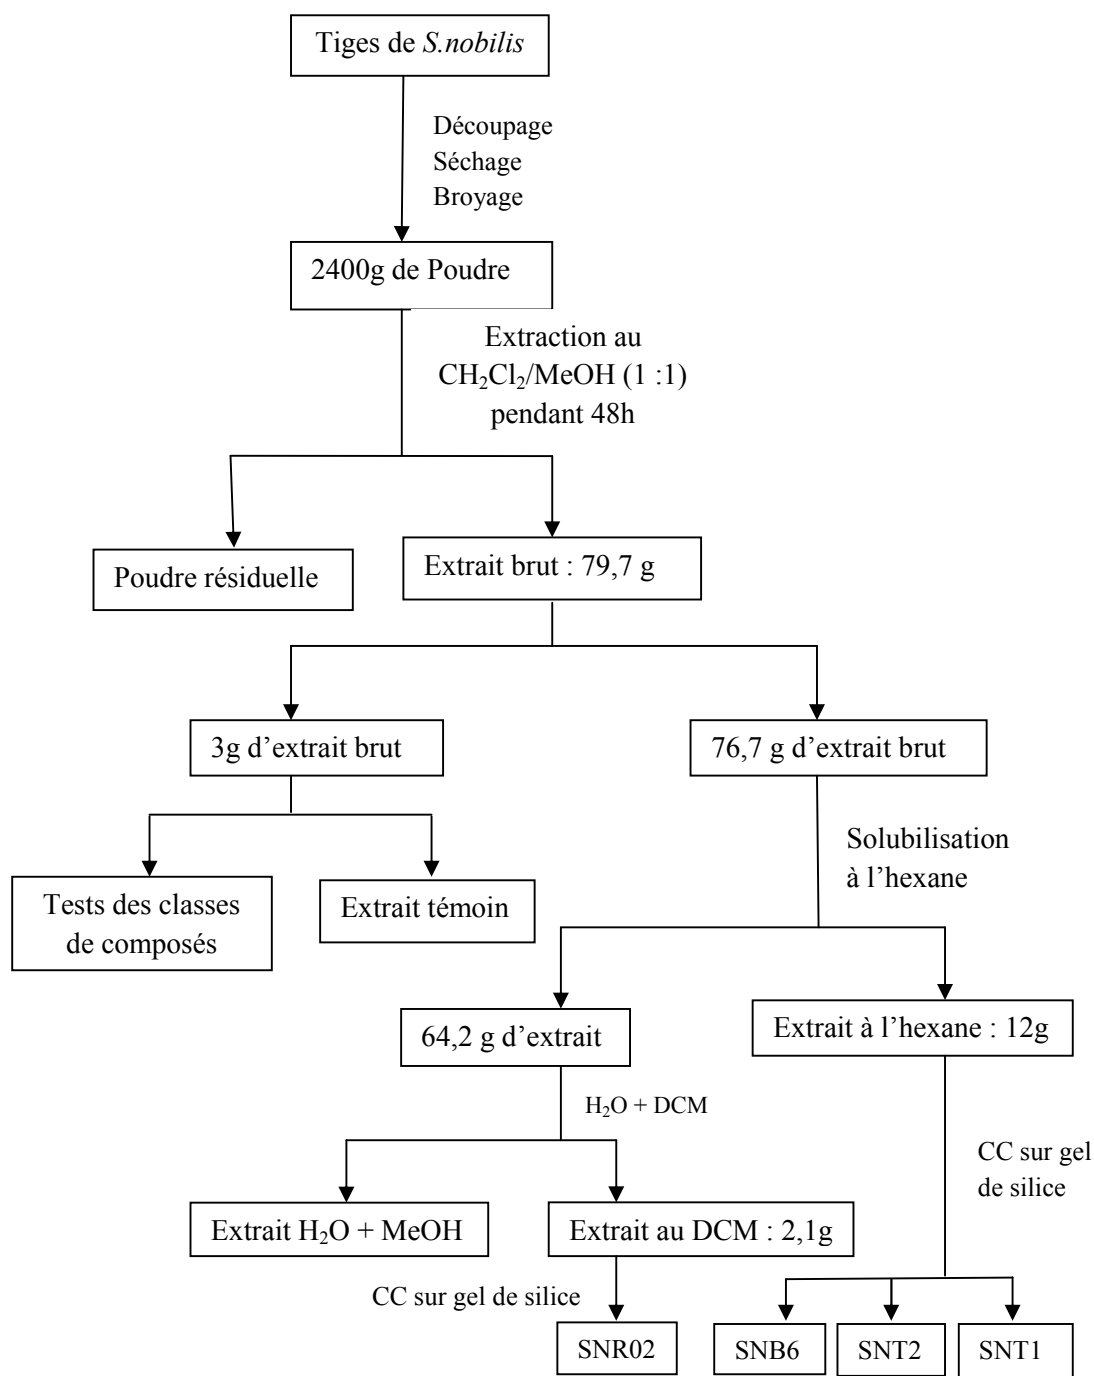 Tiges de S.nobilis
Découpage
Séchage
Broyage
2400g de Poudre
Extraction au
CH₂Cl₂/MeOH (1 :1)
pendant 48h
Poudre résiduelle
Extrait brut : 79,7 g
3g d’extrait brut
76,7 g d’extrait brut
Solubilisation
à l’hexane
Tests des classes
de composés
Extrait témoin
64,2 g d’extrait
Extrait à l’hexane : 12g
H₂O + DCM
CC sur gel
de silice
Extrait H₂O + MeOH
Extrait au DCM : 2,1g
CC sur gel de silice
SNR02
SNB6
SNT2
SNT1